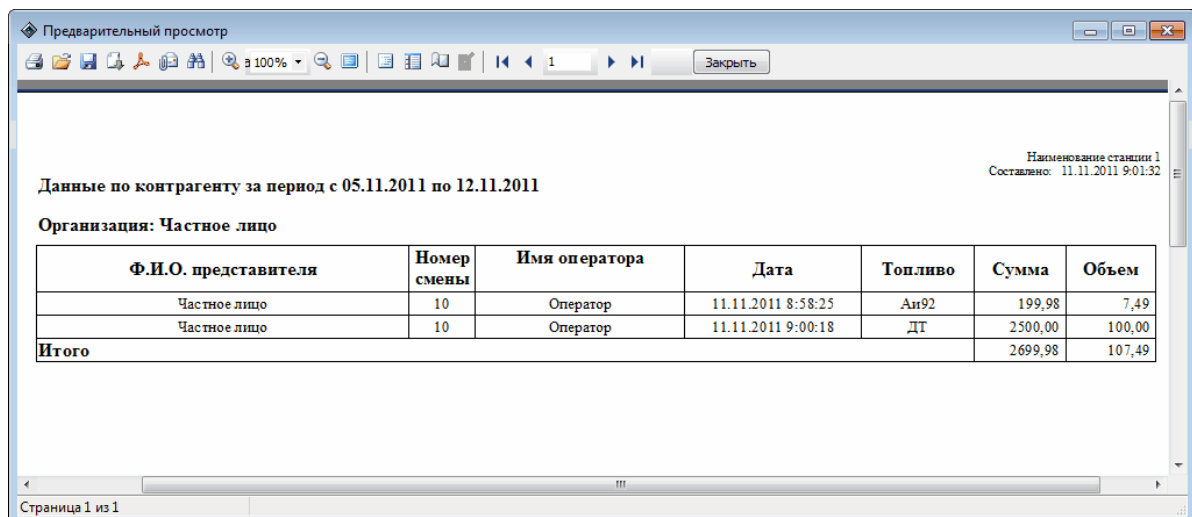 Предварительный просмотр
100% 1 Закрыть
Наименование станции 1
Составлено: 11.11.2011 9:01:32
Данные по контрагенту за период с 05.11.2011 по 12.11.2011
Организация: Частное лицо
Ф.И.О. представителя Номер смены Имя оператора Дата Топливо Сумма Объем
Частное лицо 10 Оператор 11.11.2011 8:58:25 Аи92 199,98 7,49
Частное лицо 10 Оператор 11.11.2011 9:00:18 ДТ 2500,00 100,00
Итого 2699,98 107,49
Страница 1 из 1